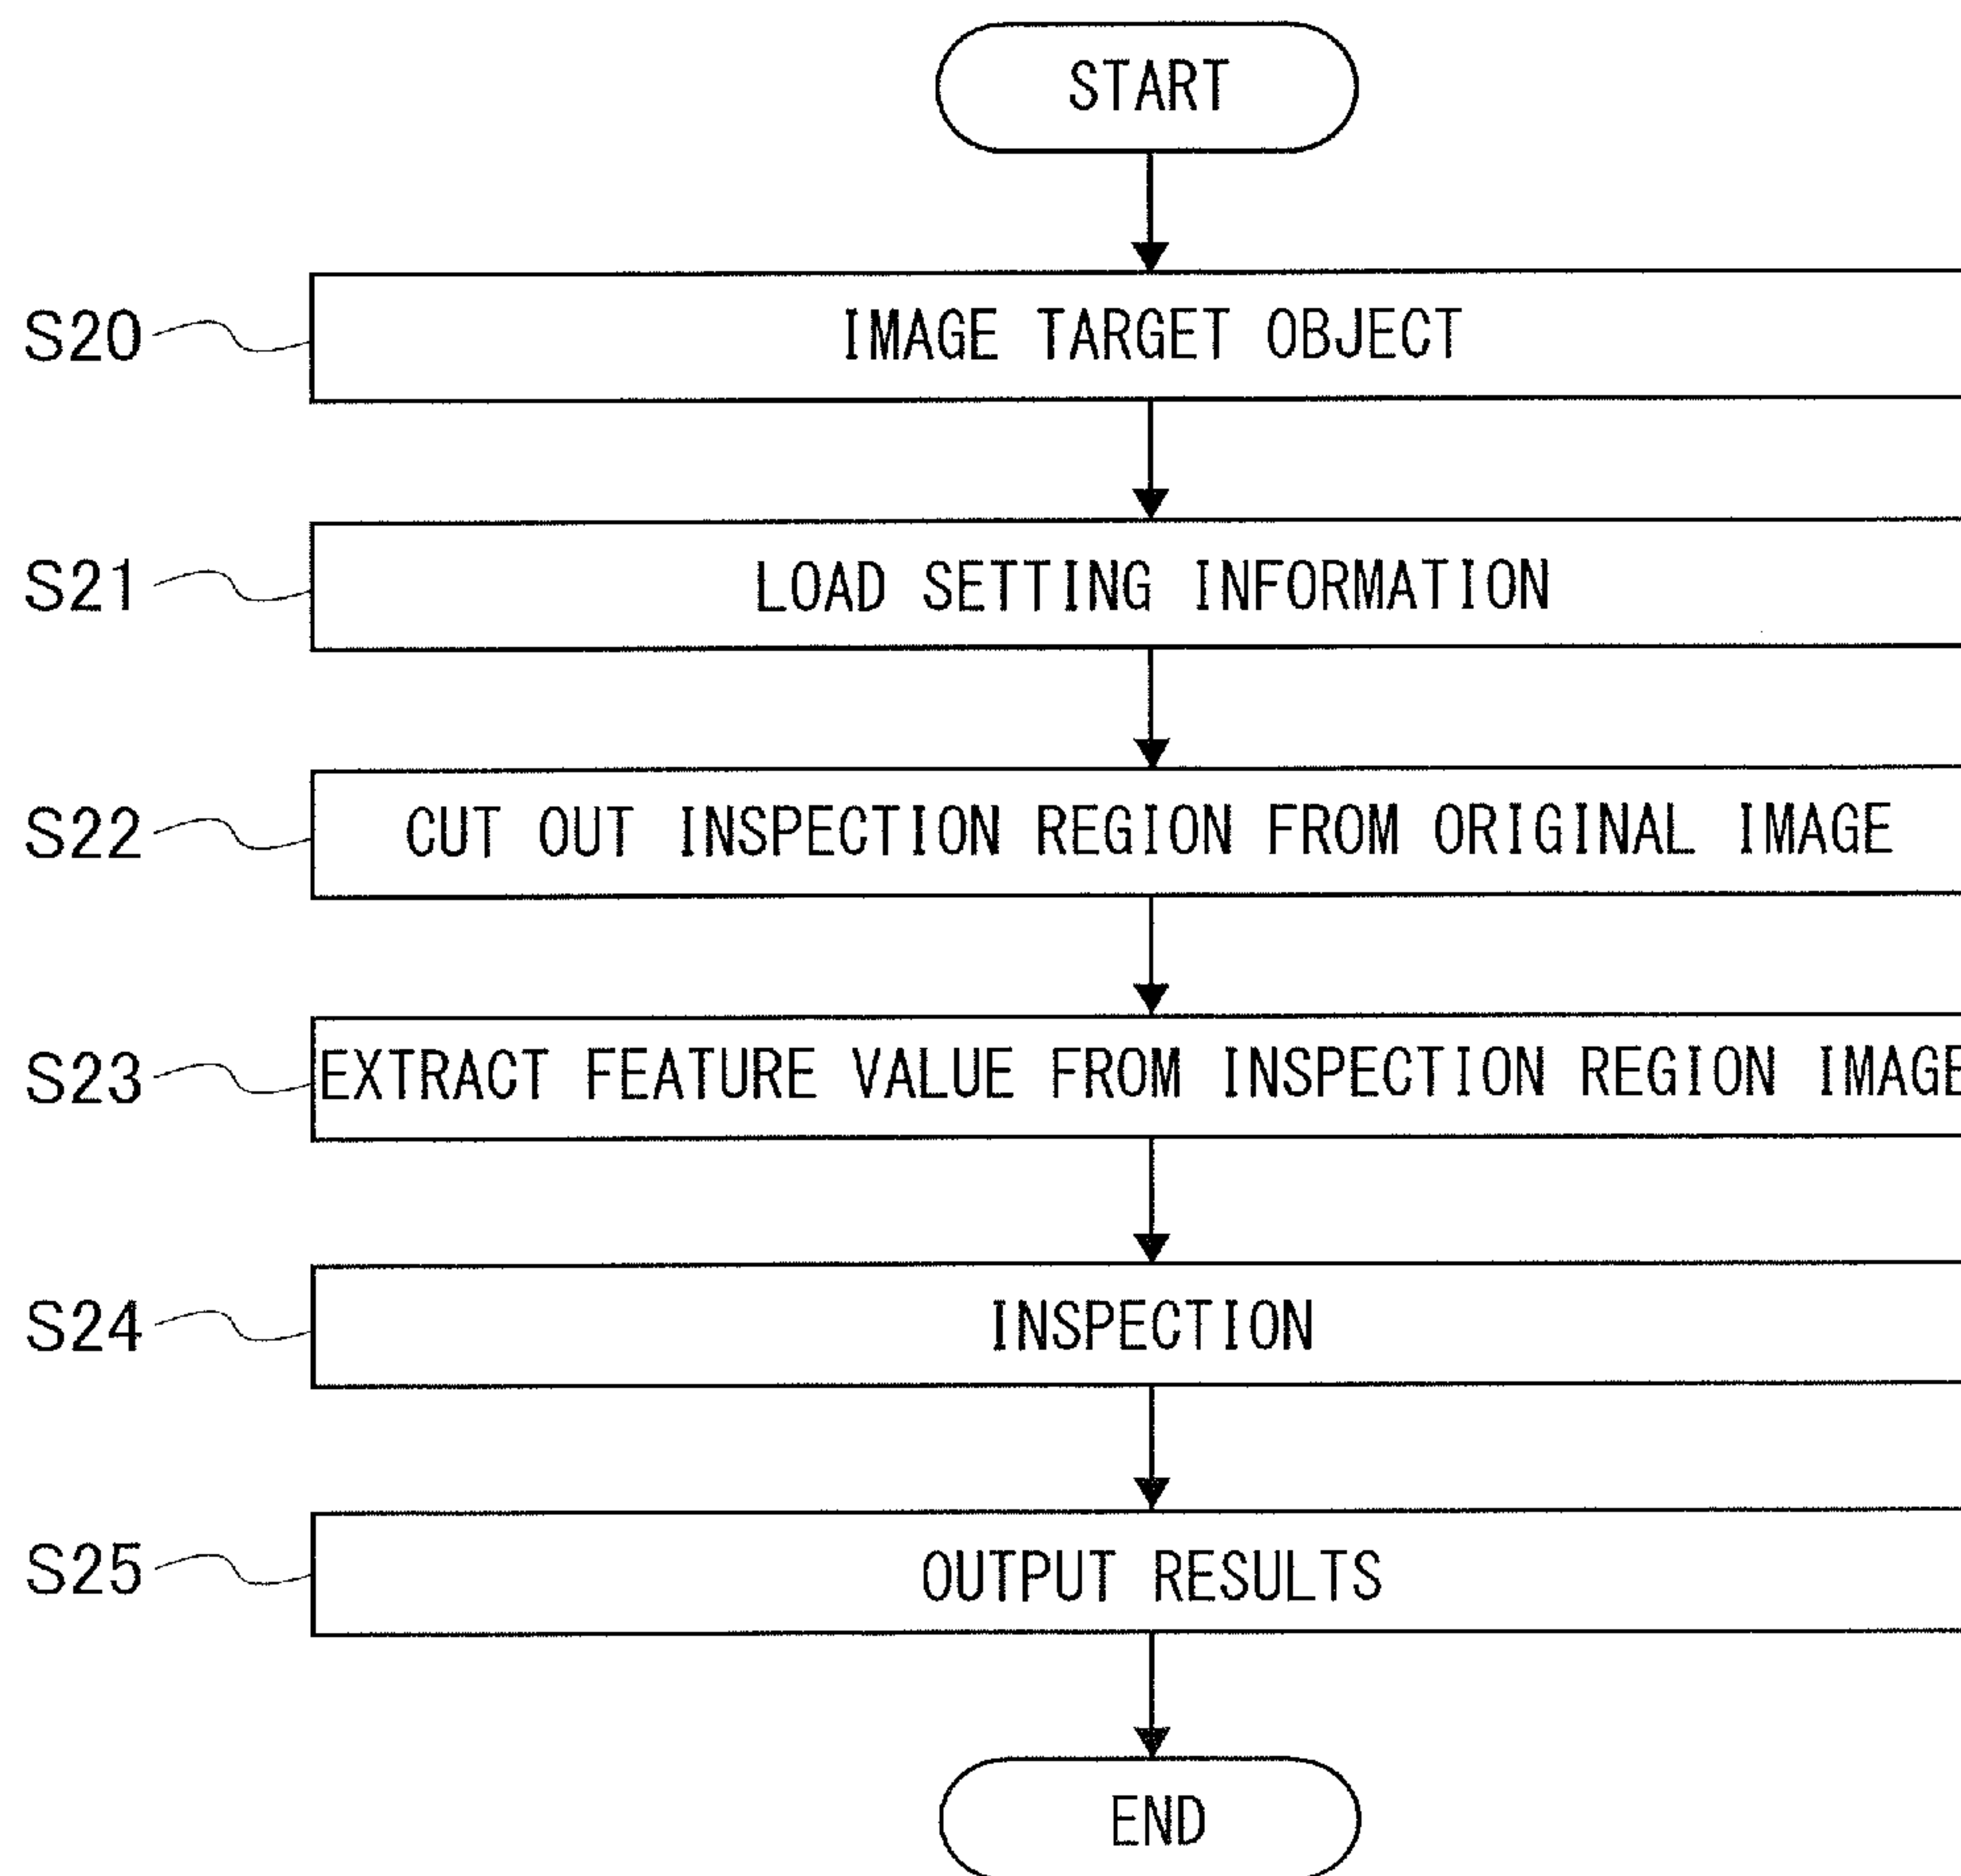 START
S20 IMAGE TARGET OBJECT
S21 LOAD SETTING INFORMATION
S22 CUT OUT INSPECTION REGION FROM ORIGINAL IMAGE
S23 EXTRACT FEATURE VALUE FROM INSPECTION REGION IMAGE
S24 INSPECTION
S25 OUTPUT RESULTS
END